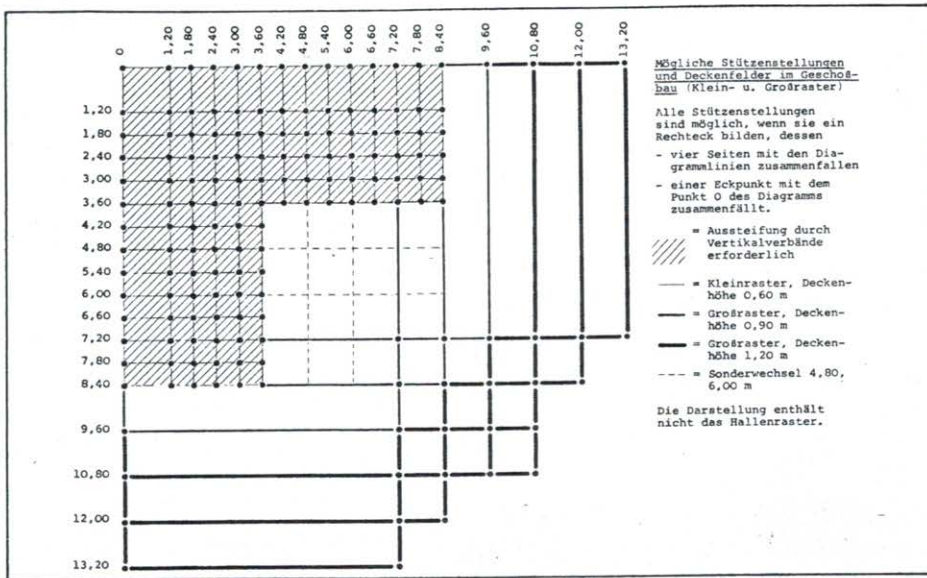 0
1,20
1,80
2,40
3,00
3,60
4,20
4,80
5,40
6,00
6,60
7,20
7,80
8,40
9,60
10,80
12,00
13,20
1,20
1,80
2,40
3,00
3,60
4,20
4,80
5,40
6,00
6,60
7,20
7,80
8,40
9,60
10,80
12,00
13,20
Mögliche Stützenstellungen
und Deckenfelder im Geschoß-
bau (Klein- u. Großraster)
Alle Stützenstellungen
sind möglich, wenn sie ein
Rechteck bilden, dessen
- vier Seiten mit den Dia-
grammlinien zusammenfallen
- einer Eckpunkt mit dem
Punkt O des Diagramms
zusammenfällt.
= Aussteifung durch
Vertikalverbände
erforderlich
= Kleinraster, Decken-
höhe 0,60 m
= Großraster, Decken-
höhe 0,90 m
= Großraster, Decken-
höhe 1,20 m
= Sonderwechsel 4,80,
6,00 m
Die Darstellung enthält
nicht das Hallenraster.